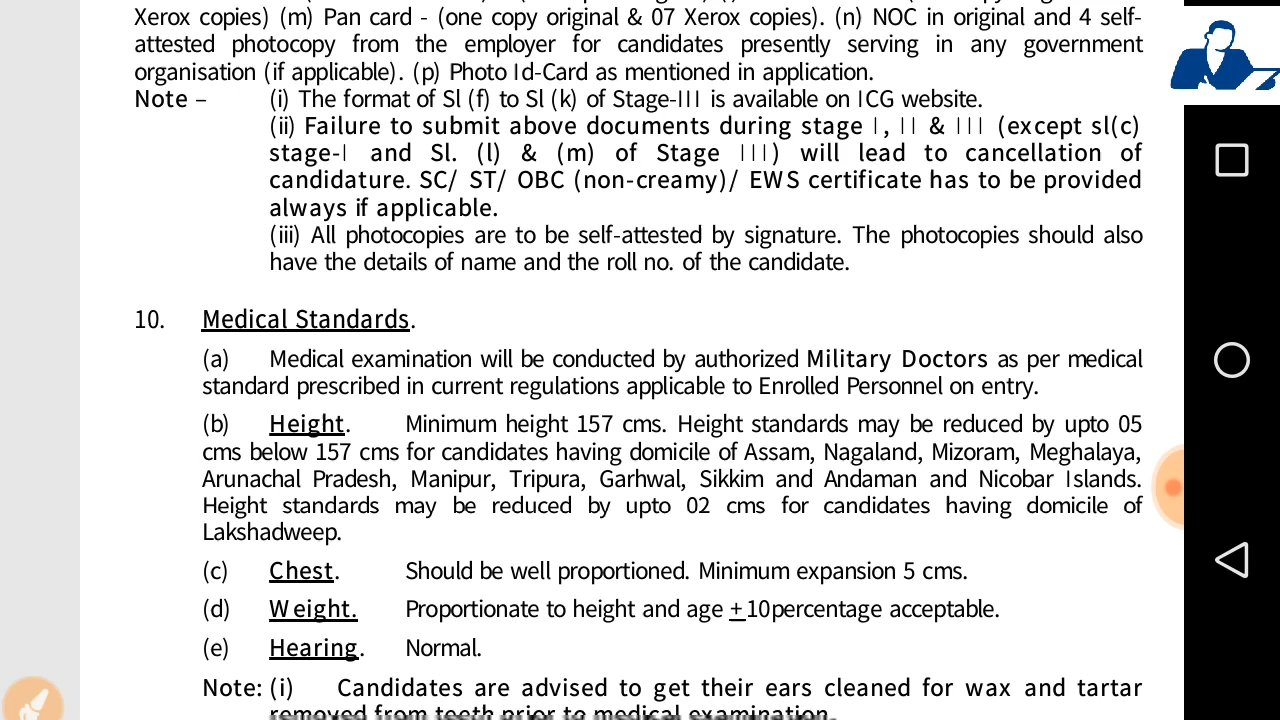 Xerox copies) (m) Pan card - (one copy original & 07 Xerox copies). (n) NOC in original and 4 self-
attested photocopy from the employer for candidates presently serving in any government
organisation (if applicable). (p) Photo Id-Card as mentioned in application.
Note – (i) The format of Sl (f) to Sl (k) of Stage-III is available on ICG website.
(ii) Failure to submit above documents during stage I, II & III (except sl(c)
stage-I and Sl. (l) & (m) of Stage III) will lead to cancellation of
candidature. SC/ ST/ OBC (non-creamy)/ EWS certificate has to be provided
always if applicable.
(iii) All photocopies are to be self-attested by signature. The photocopies should also
have the details of name and the roll no. of the candidate.
10. Medical Standards.
(a) Medical examination will be conducted by authorized Military Doctors as per medical
standard prescribed in current regulations applicable to Enrolled Personnel on entry.
(b) Height. Minimum height 157 cms. Height standards may be reduced by upto 05
cms below 157 cms for candidates having domicile of Assam, Nagaland, Mizoram, Meghalaya,
Arunachal Pradesh, Manipur, Tripura, Garhwal, Sikkim and Andaman and Nicobar Islands.
Height standards may be reduced by upto 02 cms for candidates having domicile of
Lakshadweep.
(c) Chest. Should be well proportioned. Minimum expansion 5 cms.
(d) Weight. Proportionate to height and age ±10percentage acceptable.
(e) Hearing. Normal.
Note: (i) Candidates are advised to get their ears cleaned for wax and tartar
removed from teeth prior to medical examination.